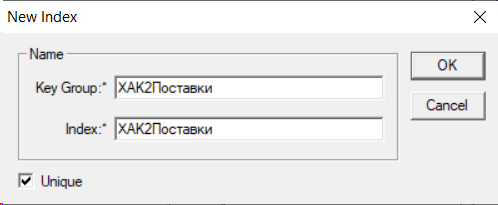 New Index
Name
Key Group:*
ХАК2Поставки
Index:*
ХАК2Поставки
Unique
OK
Cancel